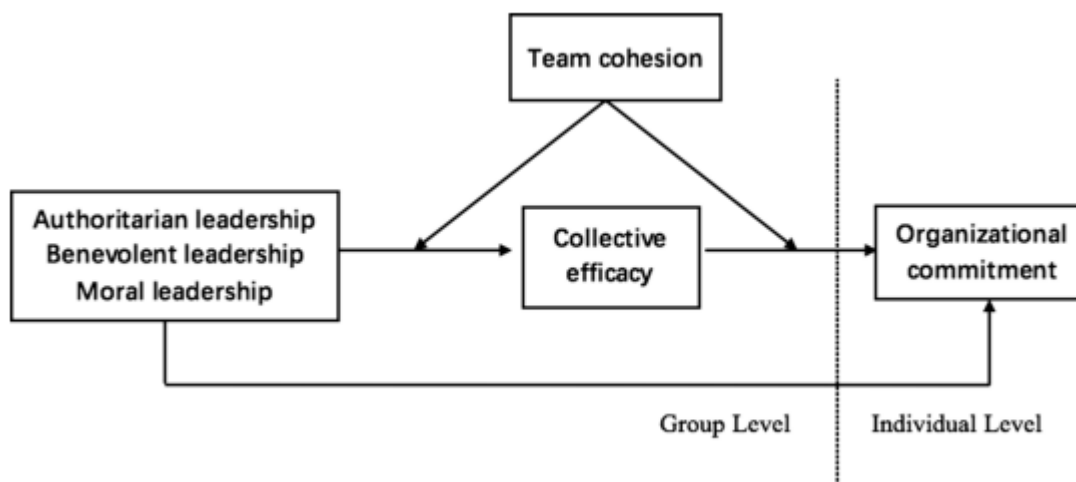 Team cohesion
Authoritarian leadership
Benevolent leadership
Moral leadership
Collective
efficacy
Organizational
commitment
Group Level
Individual Level